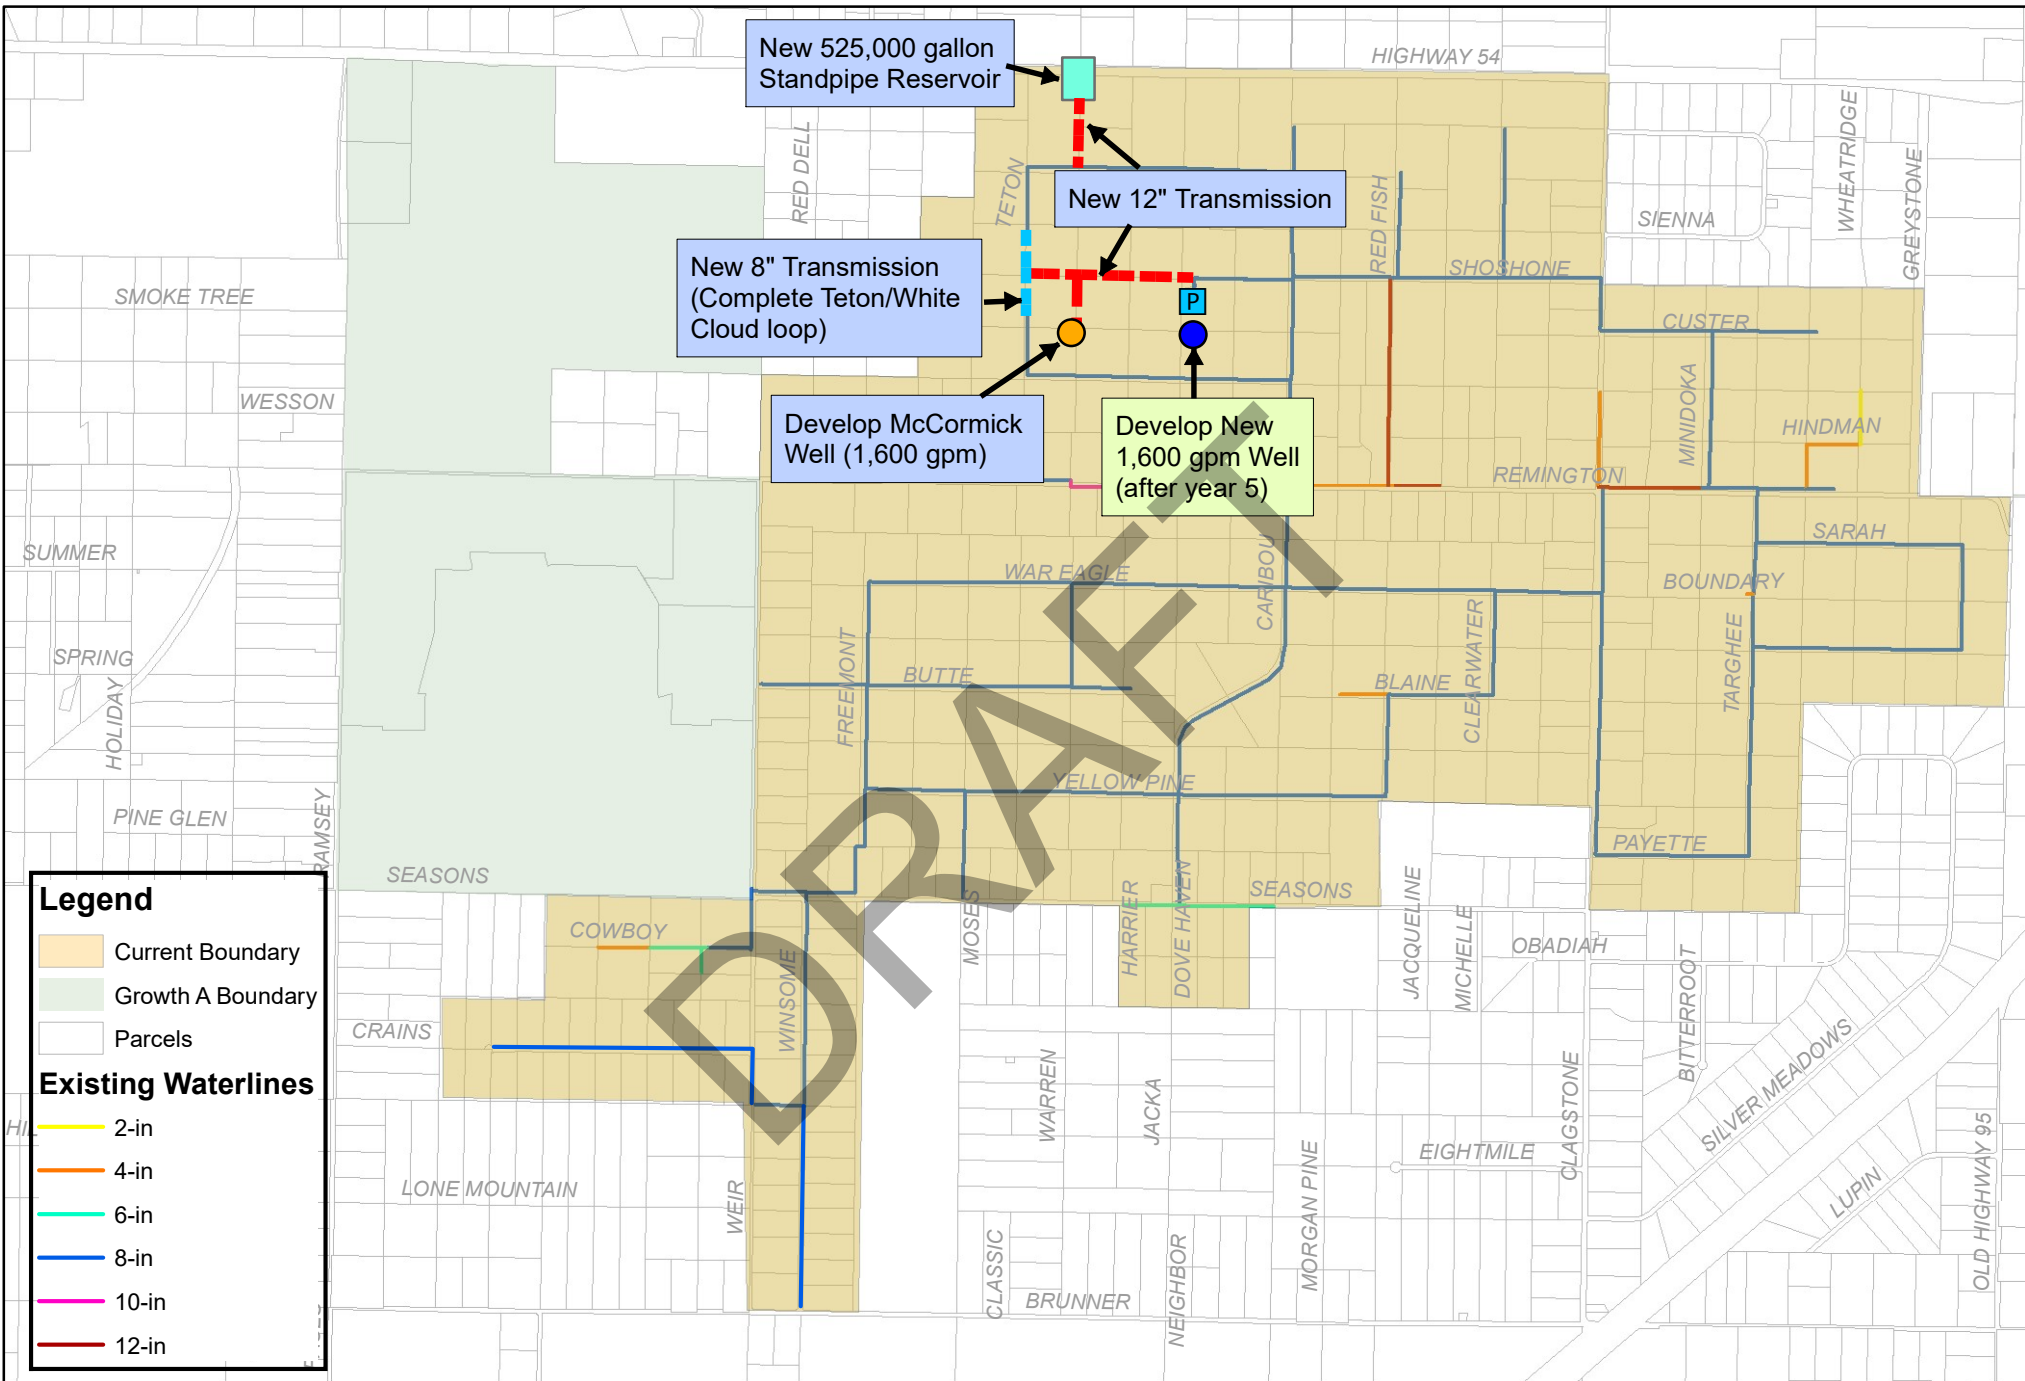 New 525,000 gallon
Standpipe Reservoir
HIGHWAY 54
RED DELL
TETON
New 12" Transmission
RED FISH
WHEATRIDGE
SIENNA
GREYSTONE
New 8" Transmission
(Complete Teton/White
Cloud loop)
SHOSHONE
SMOKE TREE
P
CUSTER
WESSON
MINIDOKA
HINDMAN
Develop McCormick
Well (1,600 gpm)
Develop New
1,600 gpm Well
(after year 5)
REMINGTON
SUMMER
SARAH
WAR EAGLE
CARIBOU
BOUNDARY
SPRING
HOLIDAY
FREEMONT
BUTTE
BLAINE
CLEARWATER
TARGHEE
YELLOW PINE
PINE GLEN
RAMSEY
PAYETTE
SEASONS
SEASONS
COWBOY
WINSOME
MOSES
HARRIER
DOVE HAVEN
JACQUELINE
MICHELLE
OBADIAH
BITTERROOT
CRAINS
WARREN
JACKA
MORGAN PINE
EIGHTMILE
CLAGSTONE
SILVER MEADOWS
LUPIN
OLD HIGHWAY 95
LONE MOUNTAIN
WEIR
CLASSIC
NEIGHBOR
BRUNNER
DRAFT
Legend
Current Boundary
Growth A Boundary
Parcels
Existing Waterlines
2-in
4-in
6-in
8-in
10-in
12-in